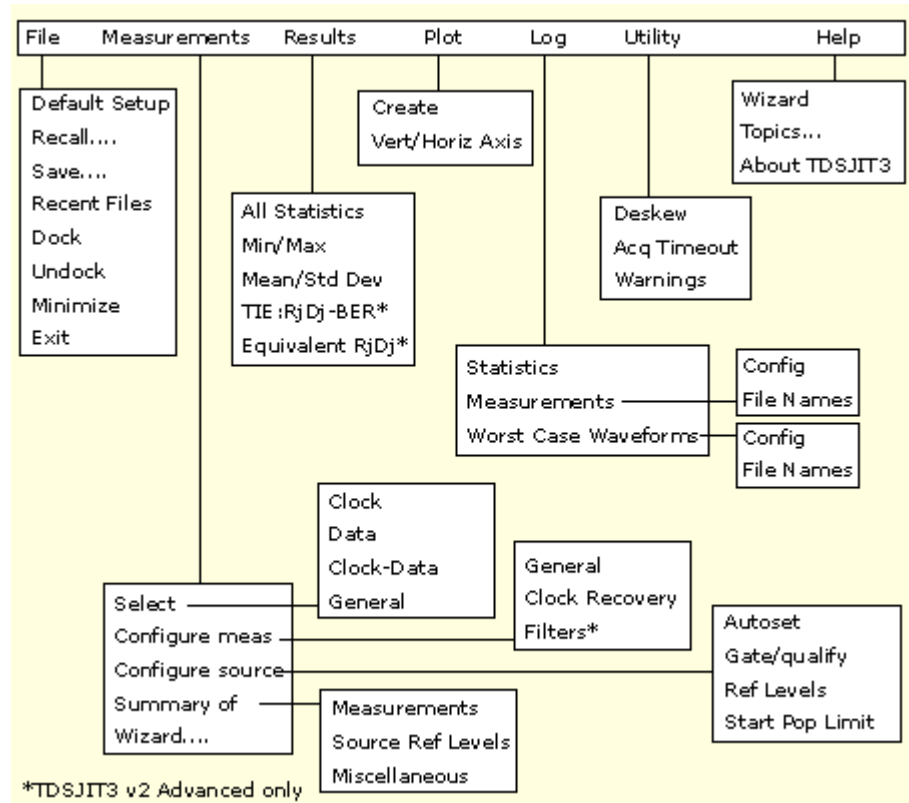 File Measurements Results Plot Log Utility Help
Default Setup
Recall....
Save....
Recent Files
Dock
Undock
Minimize
Exit
Create
Vert/Horiz Axis
Wizard
Topics...
About TDSJIT3
All Statistics
Min/Max
Mean/Std Dev
TIE:RjDj-BER*
Equivalent RjDj*
Deskew
Acq Timeout
Warnings
Statistics
Measurements
Worst Case Waveforms
Config
File Names
Config
File Names
Clock
Data
Clock-Data
General
General
Clock Recovery
Filters*
Select
Configure meas
Configure source
Summary of
Wizard....
Autoset
Gate/qualify
Ref Levels
Start Pop Limit
Measurements
Source Ref Levels
Miscellaneous
*TDSJIT3 v2 Advanced only